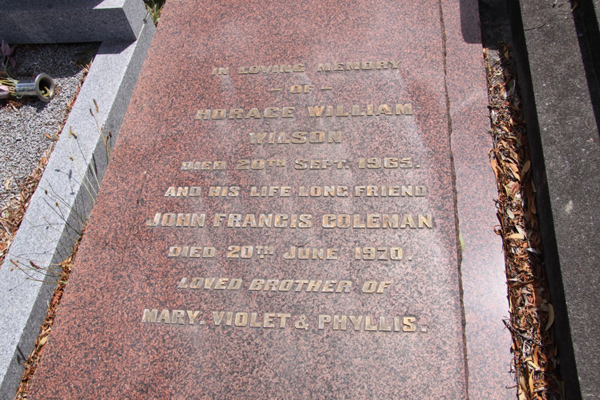 IN LOVING MEMORY
— OF —
HORACE WILLIAM
WILSON
DIED 20TH SEPT. 1965.
AND HIS LIFE LONG FRIEND
JOHN FRANCIS COLEMAN
DIED 20TH JUNE 1970.
LOVED BROTHER OF
MARY, VIOLET & PHYLLIS.